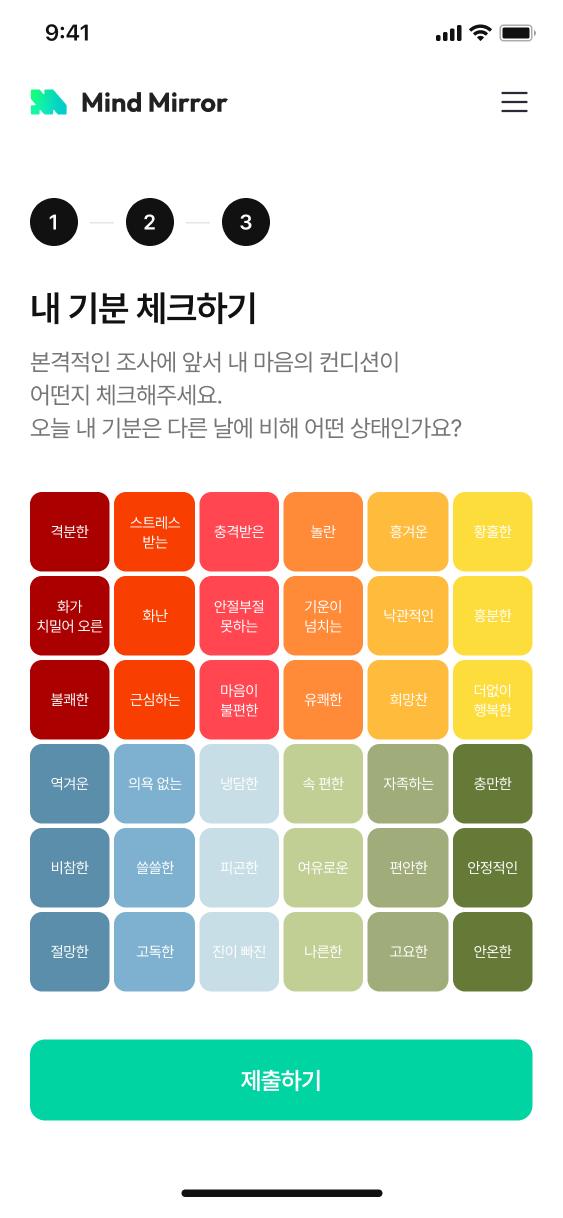 9:41
Mind Mirror
1
2
3
내 기분 체크하기
본격적인 조사에 앞서 내 마음의 컨디션이
어떤지 체크해주세요.
오늘 내 기분은 다른 날에 비해 어떤 상태인가요?
격분한
스트레스
받는
충격받은
놀란
흥겨운
황홀한
화가
치밀어 오른
화난
안절부절
못하는
기운이
넘치는
낙관적인
흥분한
불쾌한
근심하는
마음이
불편한
유쾌한
희망찬
더없이
행복한
역겨운
의욕 없는
냉담한
속 편한
자족하는
충만한
비참한
쓸쓸한
피곤한
여유로운
편안한
안정적인
절망한
고독한
진이 빠진
나른한
고요한
안온한
제출하기